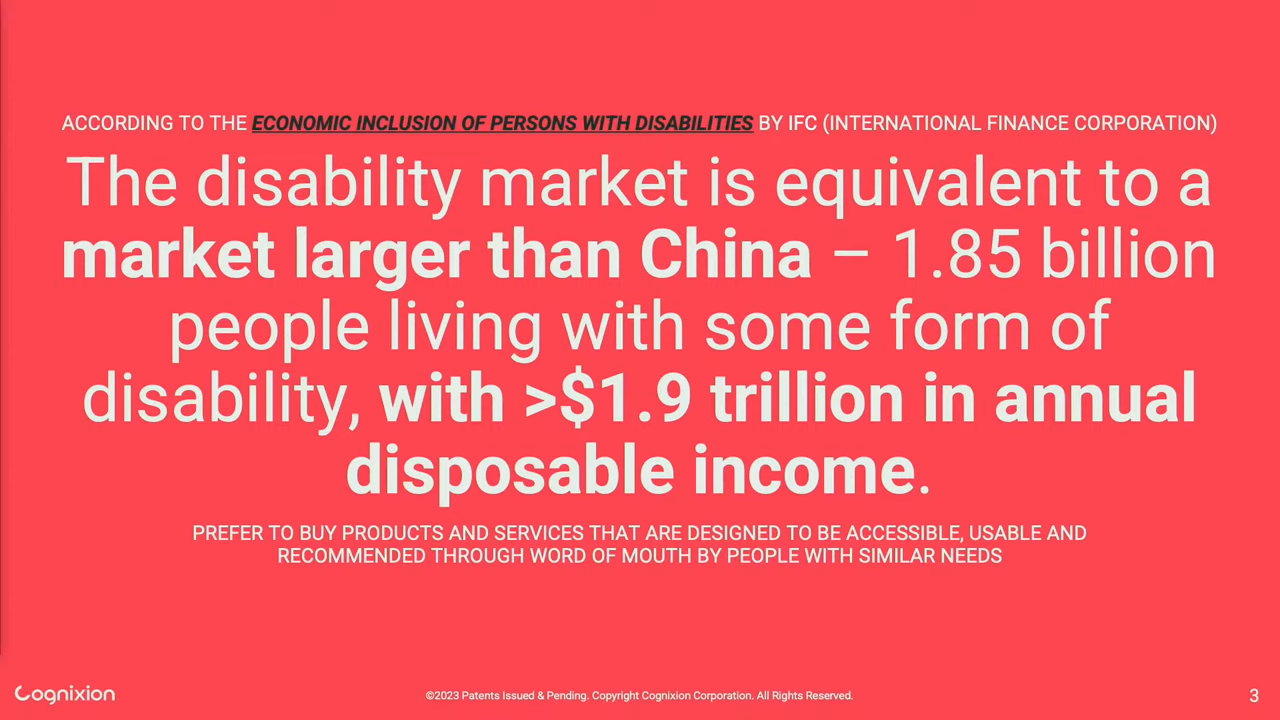 ACCORDING TO THE ECONOMIC INCLUSION OF PERSONS WITH DISABILITIES BY IFC (INTERNATIONAL FINANCE CORPORATION)
The disability market is equivalent to a
market larger than China – 1.85 billion
people living with some form of
disability, with >$1.9 trillion in annual
disposable income.
PREFER TO BUY PRODUCTS AND SERVICES THAT ARE DESIGNED TO BE ACCESSIBLE, USABLE AND
RECOMMENDED THROUGH WORD OF MOUTH BY PEOPLE WITH SIMILAR NEEDS
Cognixion
©2023 Patents Issued & Pending. Copyright Cognixion Corporation. All Rights Reserved.
3